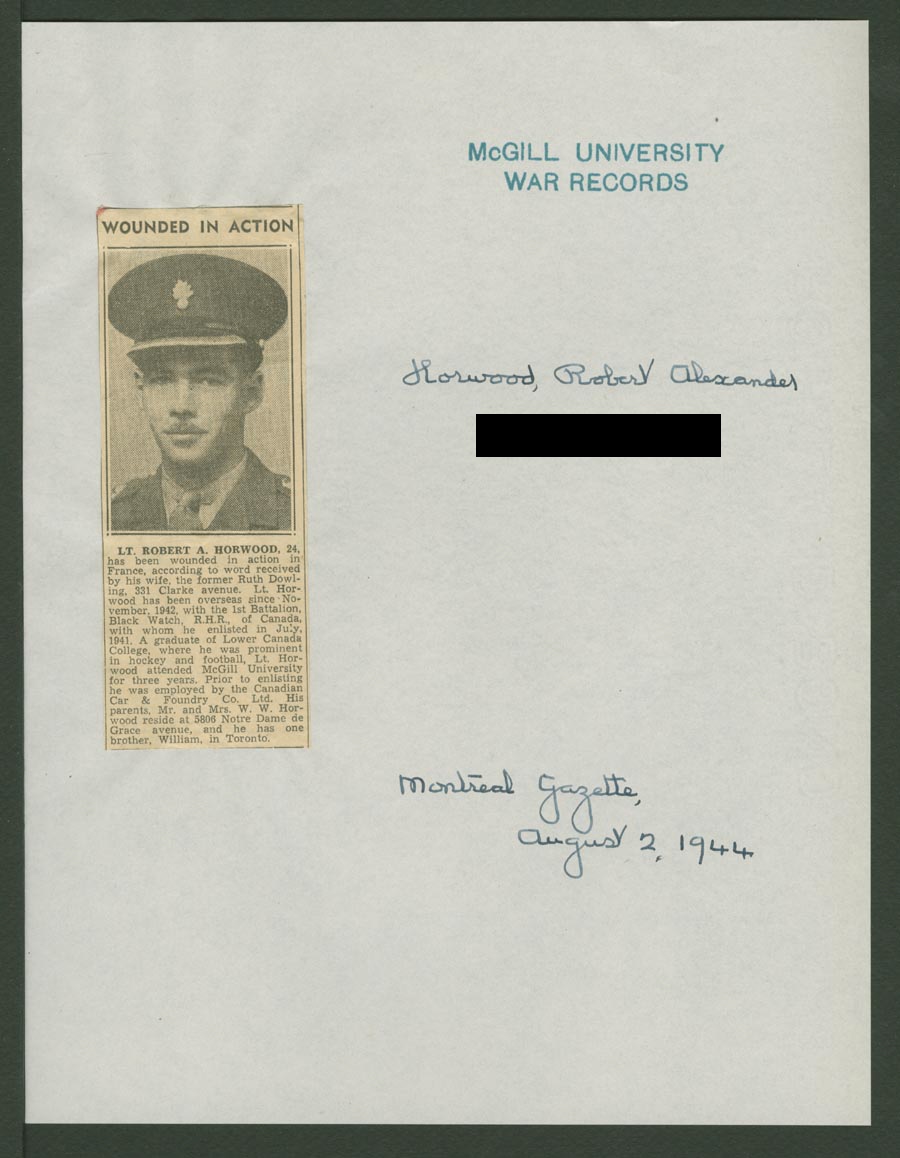 McGILL UNIVERSITY
WAR RECORDS
WOUNDED IN ACTION
Horwood, Robert Alexander
LT. ROBERT A. HORWOOD, 24,
has been wounded in action in
France, according to word received
by his wife, the former Ruth Dowl-
ing, 331 Clarke avenue. Lt. Hor-
wood has been overseas since No-
vember, 1942, with the 1st Battalion,
Black Watch, R.H.R., of Canada,
with whom he enlisted in July,
1941. A graduate of Lower Canada
College, where he was prominent
in hockey and football, Lt. Hor-
wood attended McGill University
for three years. Prior to enlisting
he was employed by the Canadian
Car & Foundry Co. Ltd. His
parents, Mr. and Mrs. W. W. Hor-
wood reside at 5806 Notre Dame de
Grace avenue, and he has one
brother, William, in Toronto.
Montreal Gazette,
August 2, 1944